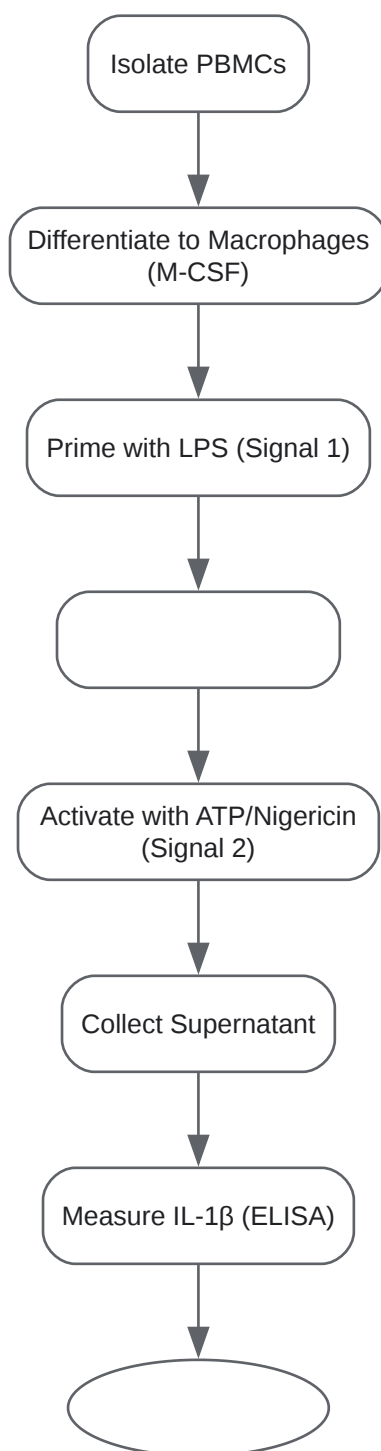 Isolate PBMCs
Differentiate to Macrophages
(M-CSF)
Prime with LPS (Signal 1)
Activate with ATP/Nigericin
(Signal 2)
Collect Supernatant
Measure IL-1β (ELISA)